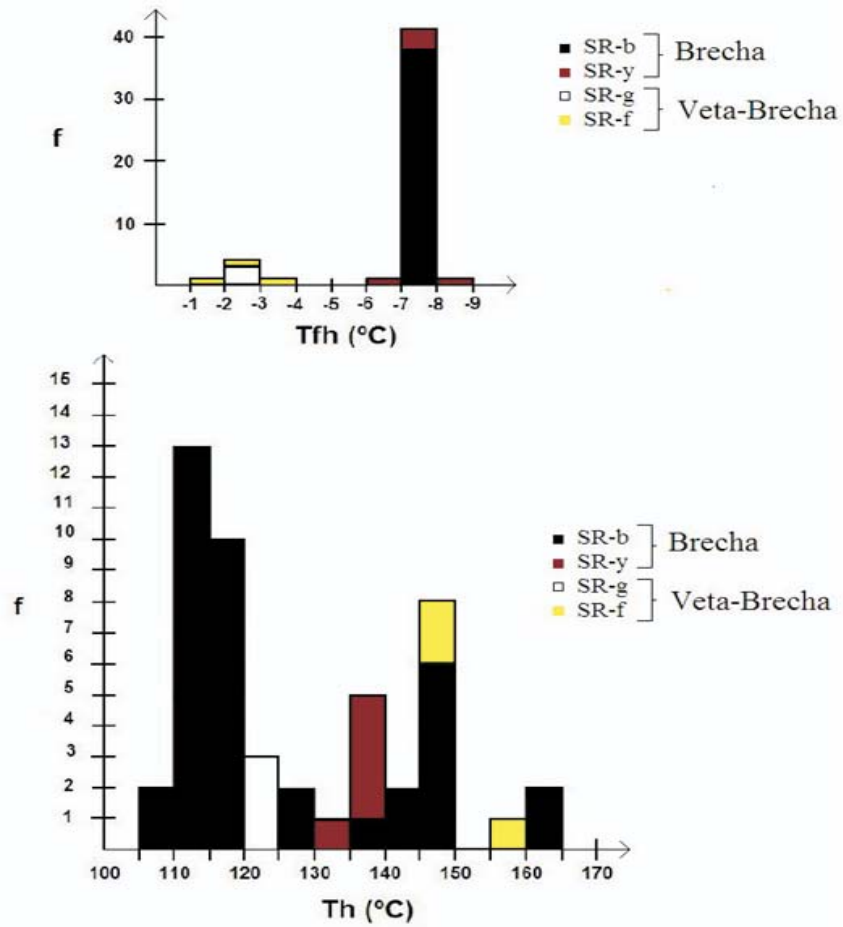 40
30
20
10
f
-1 -2 -3 -4 -5 -6 -7 -8 -9
Tfh (ºC)
SR-b
SR-y
Brecha
SR-g
SR-f
Veta-Brecha
15
14
13
12
11
10
9
8
7
6
5
4
3
2
1
f
100 110 120 130 140 150 160 170
Th (ºC)
SR-b
SR-y
Brecha
SR-g
SR-f
Veta-Brecha